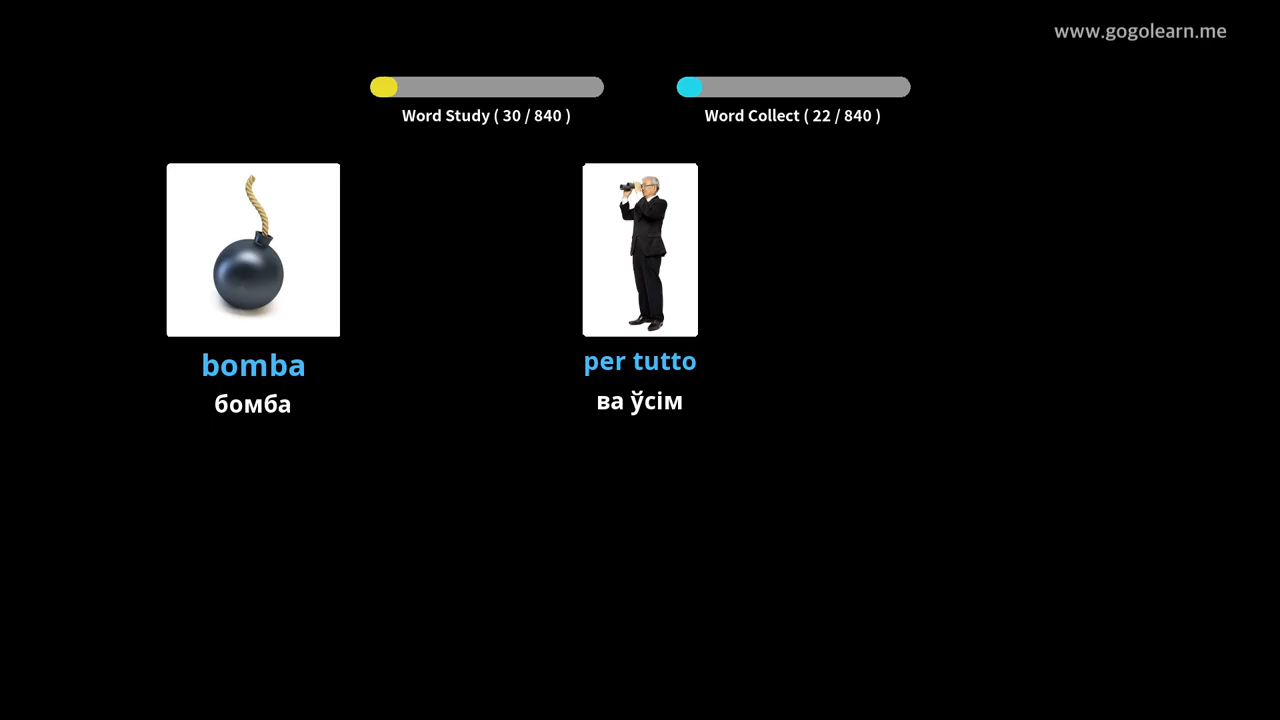 www.gogolearn.me
Word Study ( 30 / 840 )
Word Collect ( 22 / 840 )
bomba
бомба
per tutto
ва ўсім